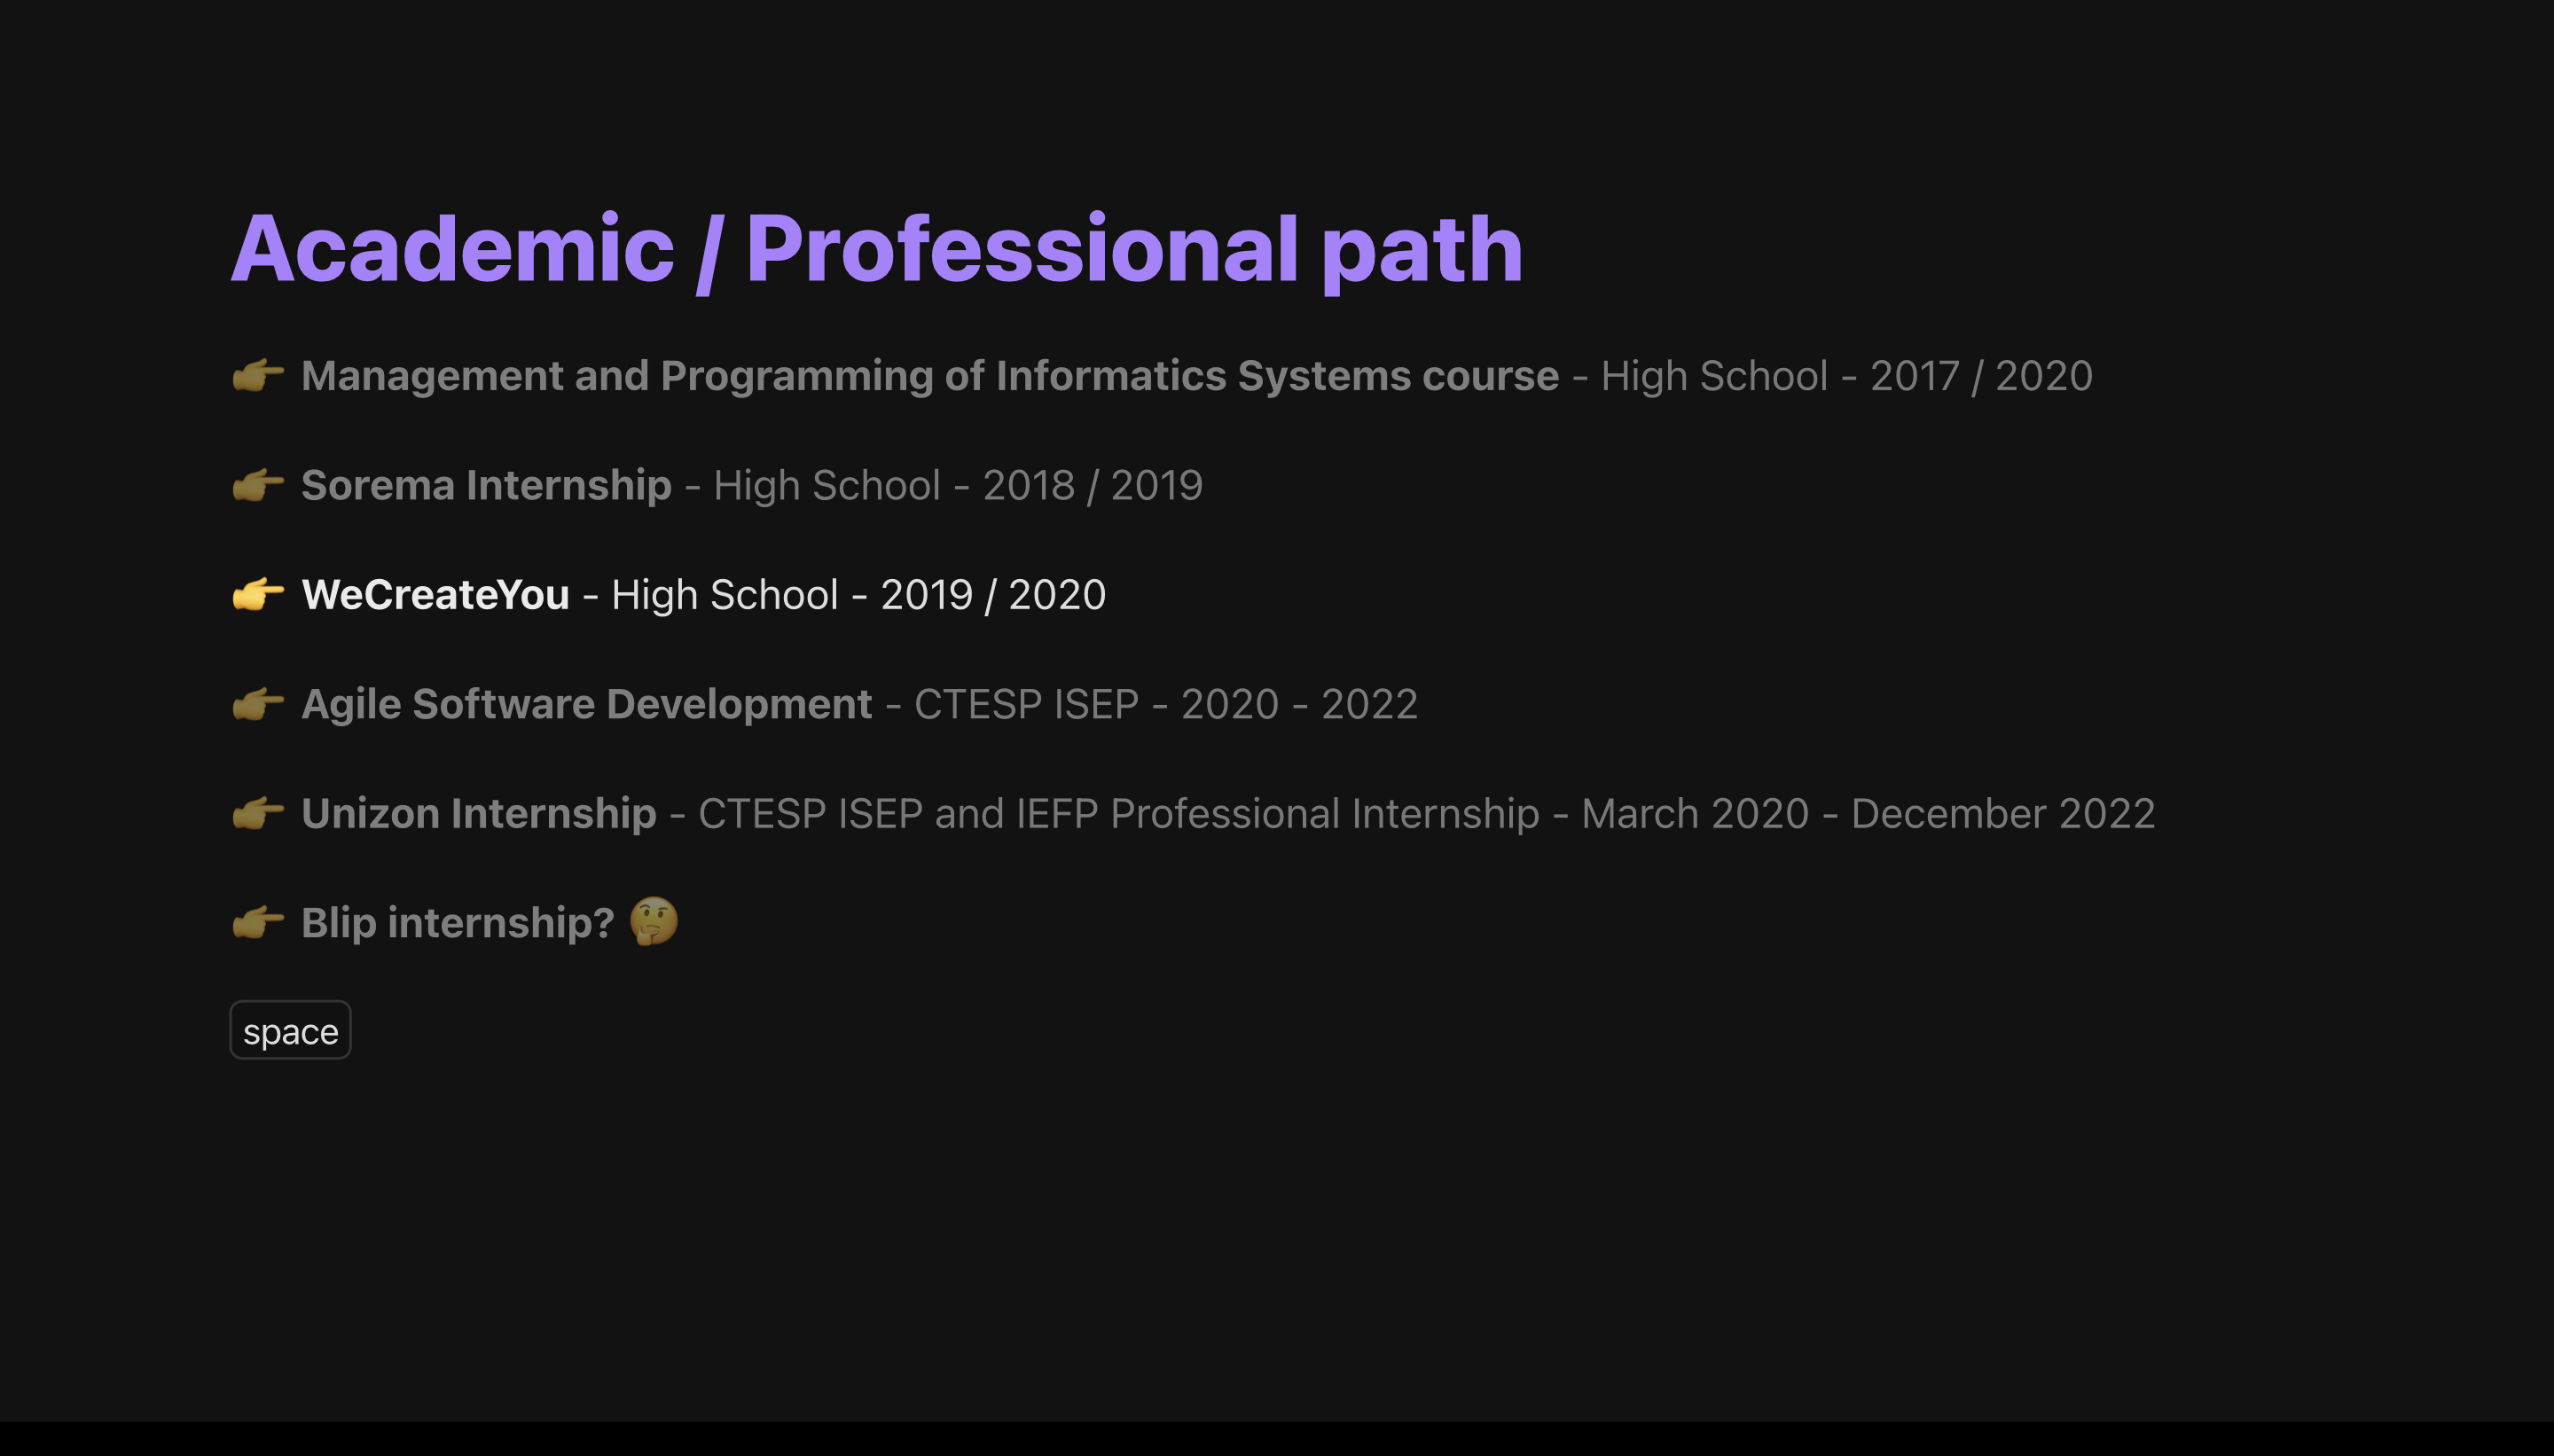 Academic / Professional path
👉 Management and Programming of Informatics Systems course - High School - 2017 / 2020
👉 Sorema Internship - High School - 2018 / 2019
👉 WeCreateYou - High School - 2019 / 2020
👉 Agile Software Development - CTESP ISEP - 2020 - 2022
👉 Unizon Internship - CTESP ISEP and IEFP Professional Internship - March 2020 - December 2022
👉 Blip internship? 🤔
space